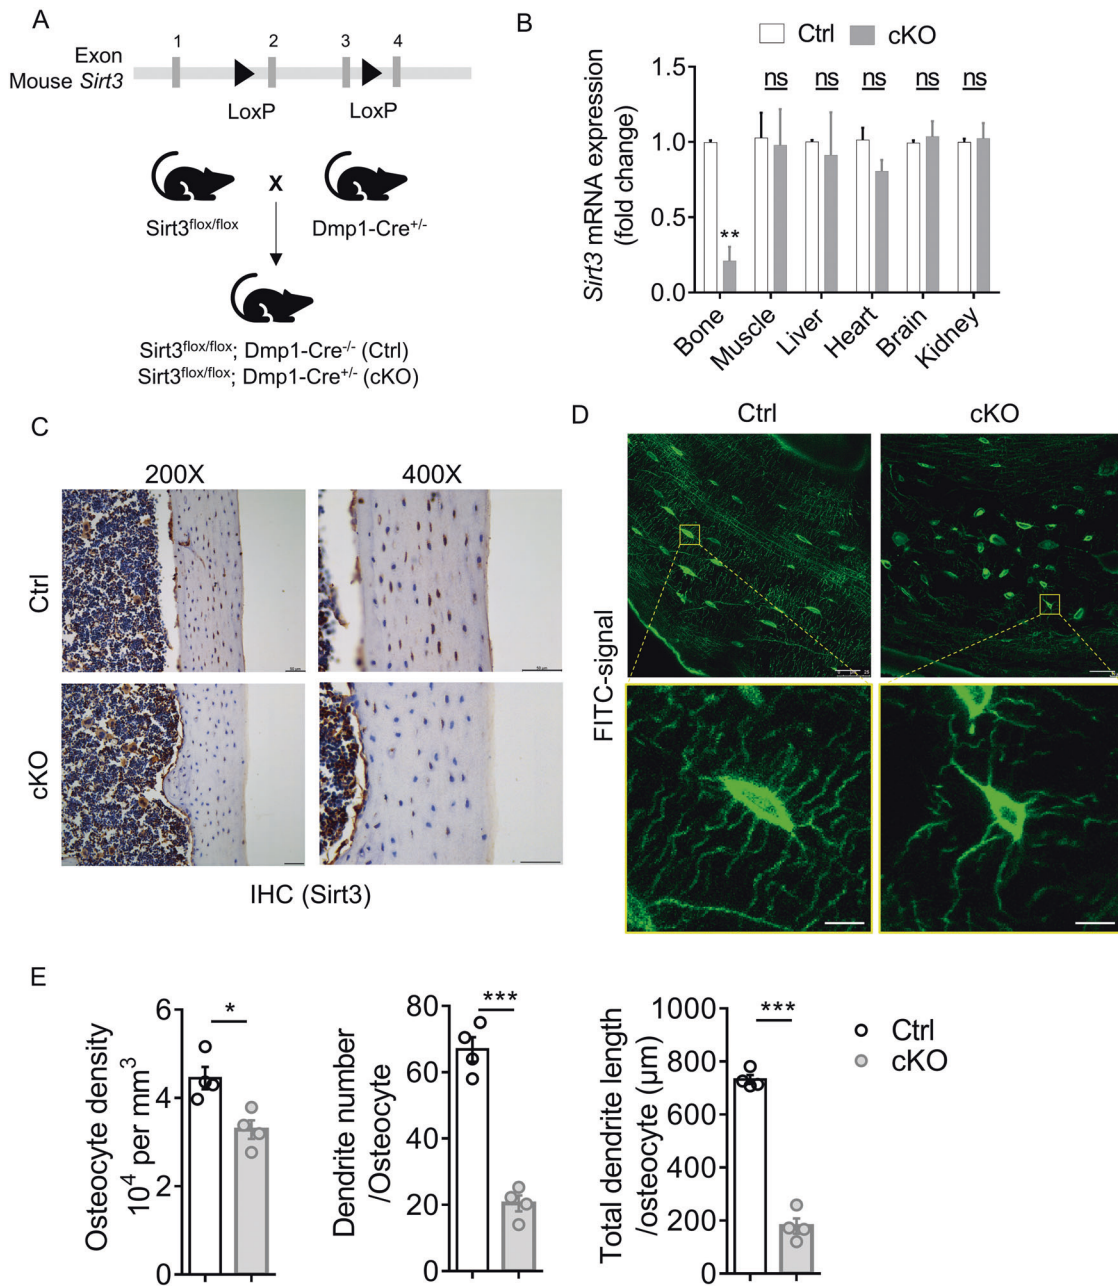 A
1 2 3 4
Exon
Mouse Sirt3
LoxP LoxP
X
Sirt3flox/flox Dmp1-Cre+/-
Sirt3flox/flox; Dmp1-Cre-/- (Ctrl)
Sirt3flox/flox; Dmp1-Cre+/- (cKO)
B
Ctrl cKO
Sirt3 mRNA expression
(fold change)
1.5
1.0
0.5
0.0
** ns ns ns ns ns
Bone Muscle Liver Heart Brain Kidney
C
200X 400X
Ctrl
cKO
IHC (Sirt3)
D
Ctrl cKO
FITC-signal
E
Osteocyte density
10⁴ per mm³
6
4
2
0
*
Dendrite number
/Osteocyte
80
60
40
20
0
***
Total dendrite length
/osteocyte (µm)
1000
800
600
400
200
0
***
Ctrl
cKO